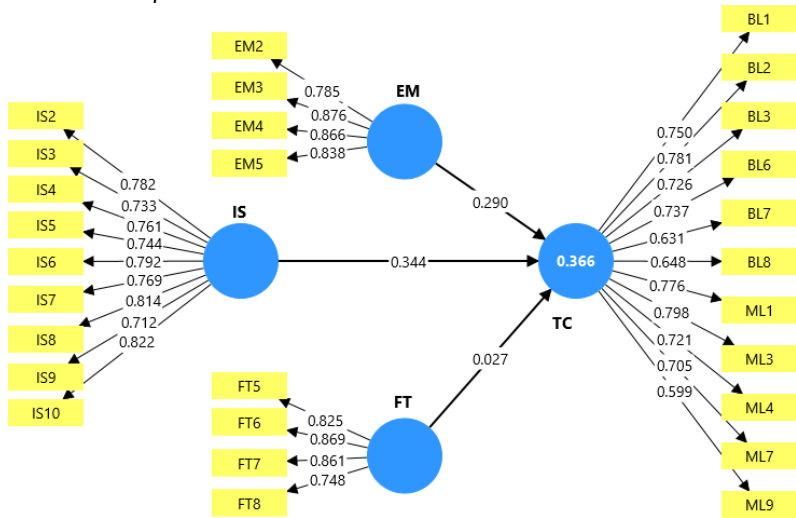 EM2
EM3
EM4
EM5
0.785
0.876
0.866
0.838
EM
IS2
IS3
IS4
IS5
IS6
IS7
IS8
IS9
IS10
0.782
0.733
0.761
0.744
0.792
0.769
0.814
0.712
0.822
IS
0.290
0.344
0.027
0.366
TC
FT5
FT6
FT7
FT8
0.825
0.869
0.861
0.748
FT
0.750
0.781
0.726
0.737
0.631
0.648
0.776
0.798
0.721
0.705
0.599
BL1
BL2
BL3
BL6
BL7
BL8
ML1
ML3
ML4
ML7
ML9